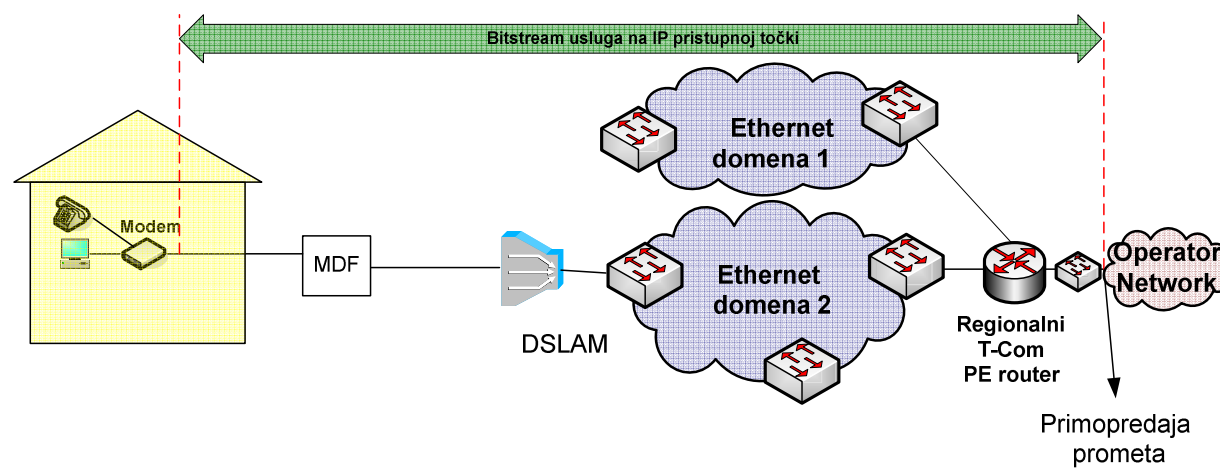 Bitstream usluga na IP pristupnoj točki
Ethernet
domena 1
Modem
MDF
DSLAM
Ethernet
domena 2
Operator
Network
Regionalni
T-Com
PE router
Primopredaja
prometa